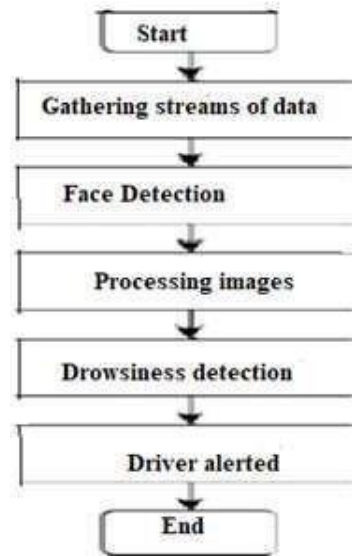 Start
Gathering streams of data
Face Detection
Processing images
Drowsiness detection
Driver alerted
End